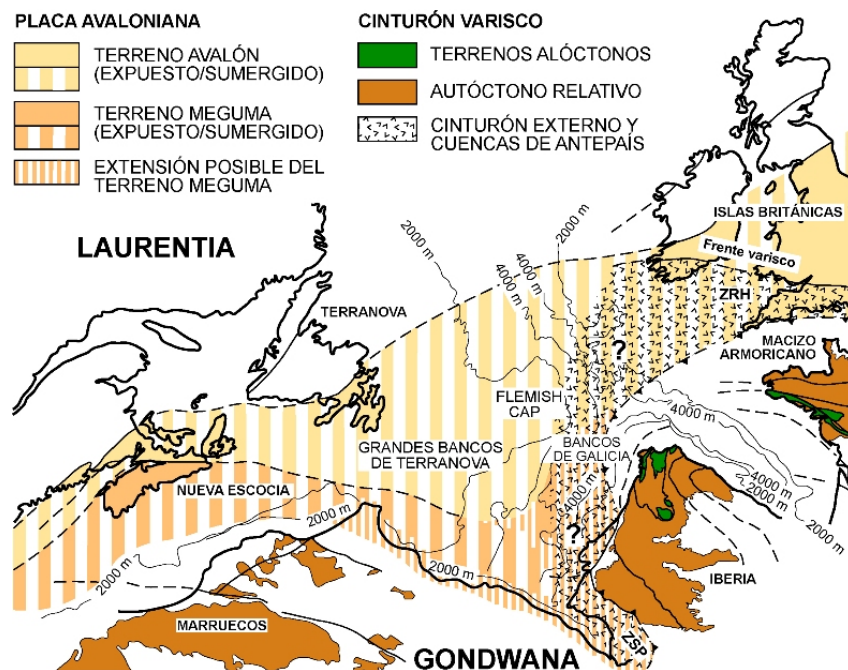 PLACA AVALONIANA
TERRENO AVALÓN
(EXPUESTO/SUMERGIDO)
TERRENO MEGUMA
(EXPUESTO/SUMERGIDO)
EXTENSIÓN POSIBLE DEL
TERRENO MEGUMA
CINTURÓN VARISCO
TERRENOS ALÓCTONOS
AUTÓCTONO RELATIVO
CINTURÓN EXTERNO Y
CUENCAS DE ANTEPAÍS
ISLAS BRITÁNICAS
Frente varisco
LAURENTIA
2000 m
4000 m
4000 m
2000 m
ZRH
TERRANOVA
MACIZO
ARMORICANO
?
FLEMISH
CAP
4000 m
GRANDES BANCOS
DE TERRANOVA
BANCOS
DE GALICIA
NUEVA ESCOCIA
4000 m
4000 m
2000 m
2000 m
2000 m
?
2000 m
2000 m
IBERIA
MARRUECOS
ZSP
GONDWANA